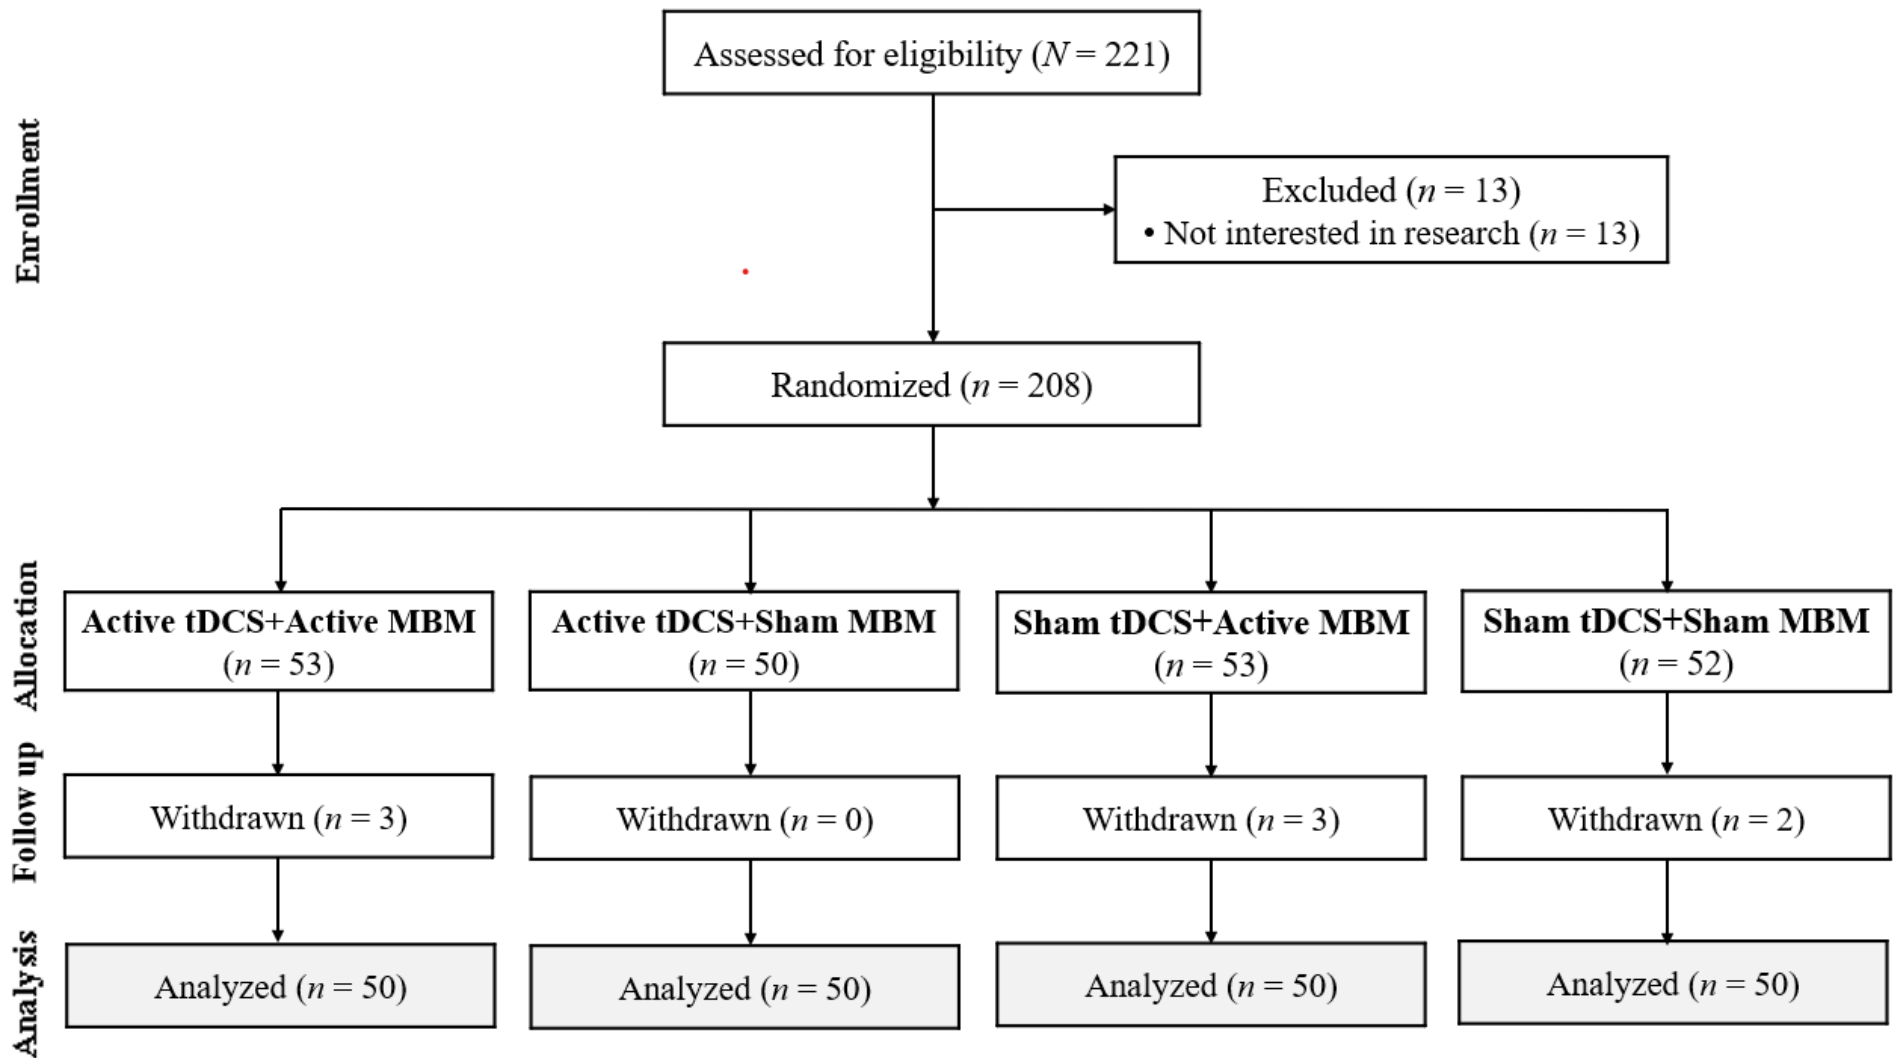 Assessed for eligibility (N = 221)
Enrollment
Excluded (n = 13)
• Not interested in research (n = 13)
Randomized (n = 208)
Allocation
Active tDCS+Active MBM
(n = 53)
Active tDCS+Sham MBM
(n = 50)
Sham tDCS+Active MBM
(n = 53)
Sham tDCS+Sham MBM
(n = 52)
Follow up
Withdrawn (n = 3)
Withdrawn (n = 0)
Withdrawn (n = 3)
Withdrawn (n = 2)
Analysis
Analyzed (n = 50)
Analyzed (n = 50)
Analyzed (n = 50)
Analyzed (n = 50)